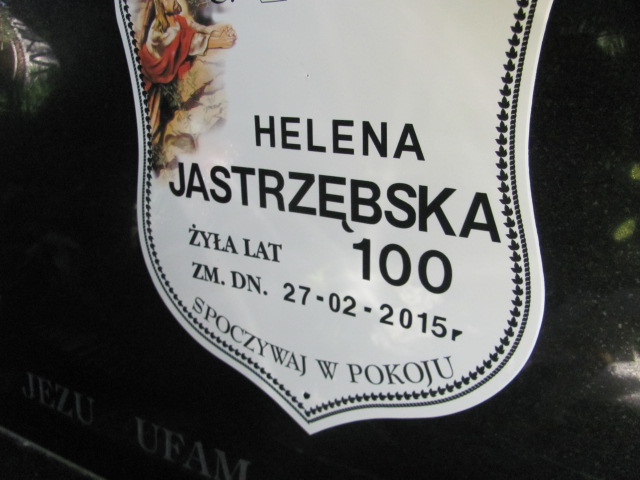 HELENA
JASTRZĘBSKA
ŻYŁA LAT 100
ZM. DN. 27-02-2015r
SPOCZYWAJ W POKOJU
JEZU UFAM